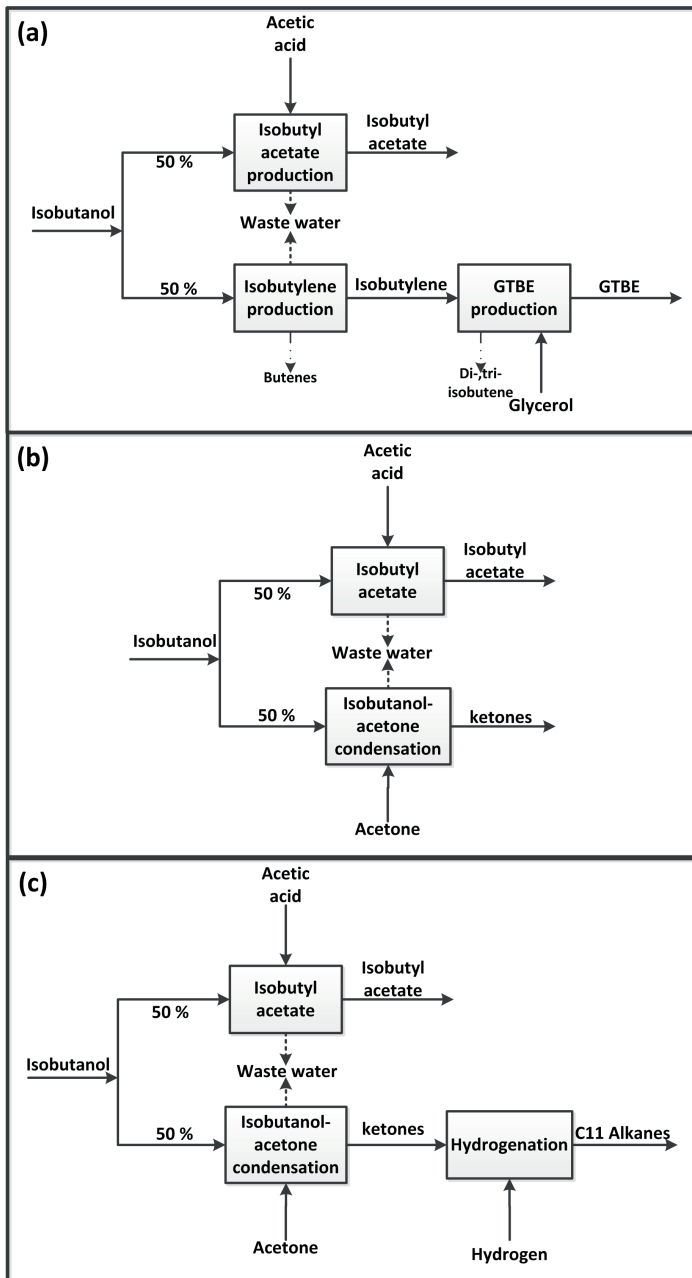 (a)
Acetic
acid
Isobutyl
acetate
production
Isobutyl
acetate
50 %
Isobutanol
Waste water
50 %
Isobutylene
production
Isobutylene
GTBE
production
GTBE
Butenes
Di-,tri-
isobutene
Glycerol
(b)
Acetic
acid
Isobutyl
acetate
Isobutyl
acetate
50 %
Isobutanol
Waste water
50 %
Isobutanol-
acetone
condensation
ketones
Acetone
(c)
Acetic
acid
Isobutyl
acetate
Isobutyl
acetate
50 %
Isobutanol
Waste water
50 %
Isobutanol-
acetone
condensation
ketones
Hydrogenation
C11 Alkanes
Acetone
Hydrogen